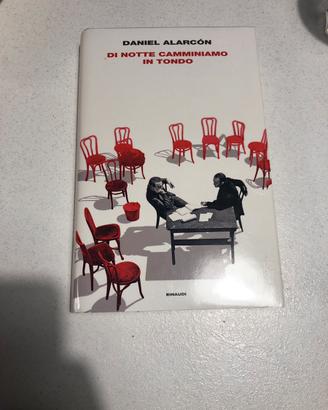 DANIEL ALARCÓN
DI NOTTE CAMMINIAMO
IN TONDO
EINAUDI